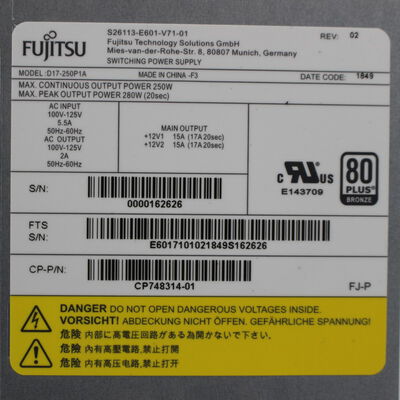 FUJITSU
S26113-E601-V71-01
Fujitsu Technology Solutions GmbH
Mies-van-der-Rohe-Str. 8, 80807 Munich, Germany
SWITCHING POWER SUPPLY
REV: 02
MODEL:D17-250P1A
MADE IN CHINA -F3
DATE CODE: 1849
MAX. CONTINUOUS OUTPUT POWER 250W
MAX. PEAK OUTPUT POWER 280W (20sec)
AC INPUT
100V-125V
5.5A
50Hz-60Hz
AC OUTPUT
100V-125V
2A
50Hz-60Hz
MAIN OUTPUT
+12V1 15A (17A 20sec)
+12V2 15A (17A 20sec)
c RU us
E143709
80
PLUS
BRONZE
S/N:
0000162626
FTS
S/N:
E6017101021849S162626
CP-P/N:
CP748314-01
FJ-P
DANGER DO NOT OPEN DANGEROUS VOLTAGES INSIDE.
VORSICHT! ABDECKUNG NICHT ÖFFNEN. GEFÄHRLICHE SPANNUNG!
危険 内部に高電圧回路がある為開かないで下さい.
危險 內有高壓電路,禁止打開
危险 内有高压电路,禁止打开